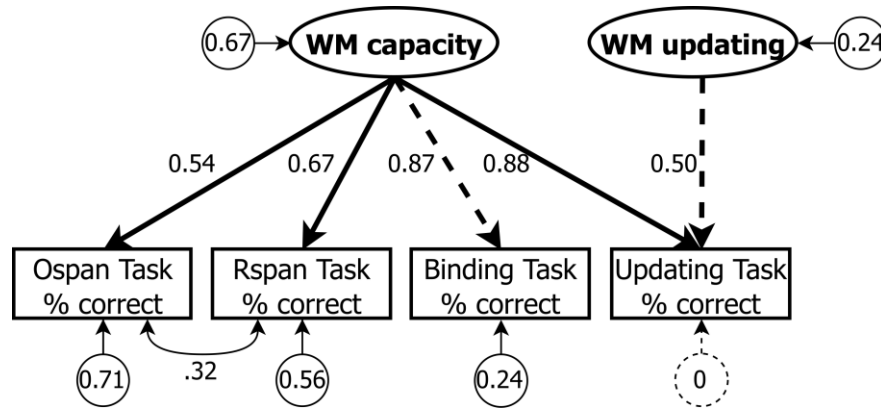 0.67 WM capacity WM updating 0.24
0.54 0.67 0.87 0.88 0.50
Ospan Task Rspan Task Binding Task Updating Task
% correct % correct % correct % correct
.32
0.71 0.56 0.24 0